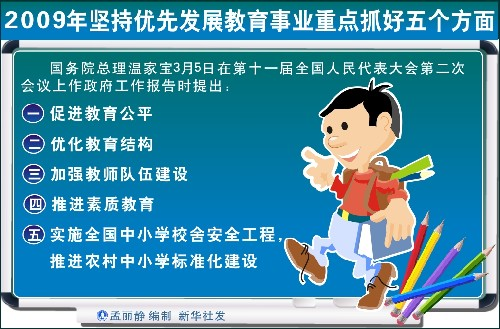 2009年坚持优先发展教育事业重点抓好五个方面
国务院总理温家宝3月5日在第十一届全国人民代表大会第二次
会议上作政府工作报告时提出：
一 促进教育公平
二 优化教育结构
三 加强教师队伍建设
四 推进素质教育
五 实施全国中小学校舍安全工程，
推进农村中小学标准化建设
孟丽静 编制 新华社发